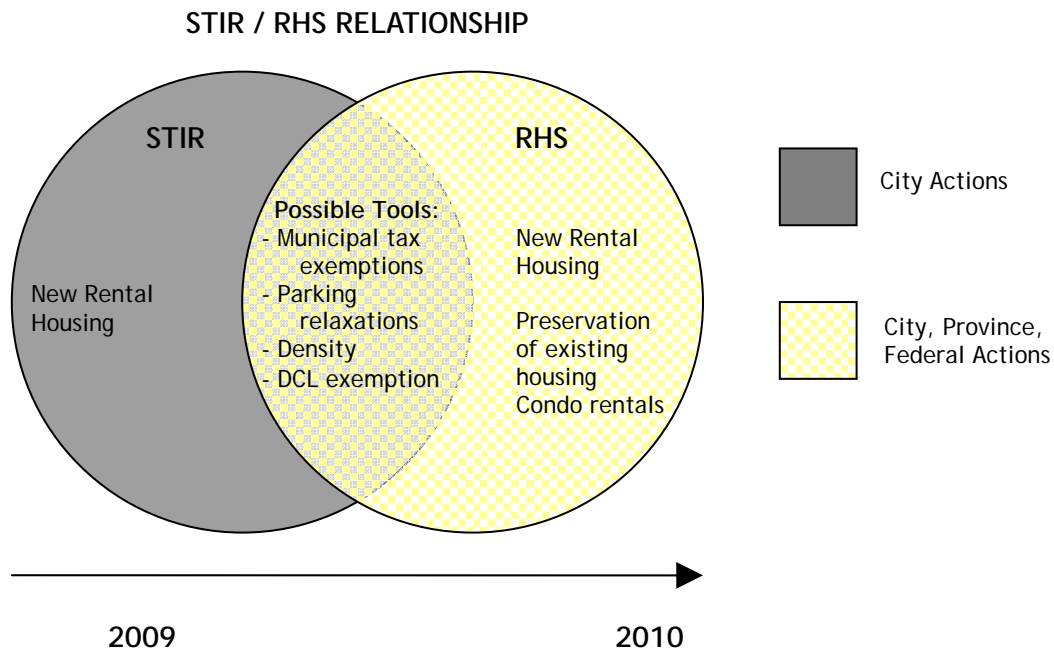 STIR / RHS RELATIONSHIP
STIR
New Rental
Housing
Possible Tools:
- Municipal tax
exemptions
- Parking
relaxations
- Density
- DCL exemption
RHS
New Rental
Housing
Preservation
of existing
housing
Condo rentals
City Actions
City, Province,
Federal Actions
2009
2010